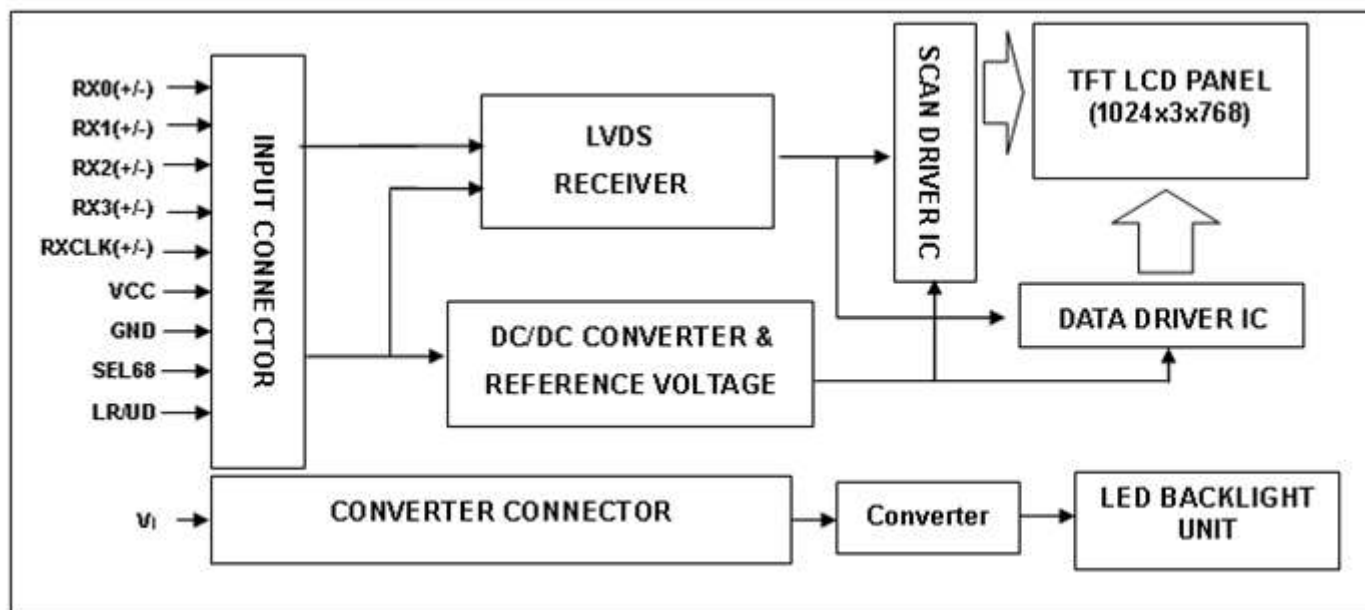 RX0(+/-)
RX1(+/-)
RX2(+/-)
RX3(+/-)
RXCLK(+/-)
VCC
GND
SEL68
LR/UD
INPUT CONNECTOR
LVDS
RECEIVER
DC/DC CONVERTER &
REFERENCE VOLTAGE
SCAN DRIVER IC
TFT LCD PANEL
(1024x3x768)
DATA DRIVER IC
VI
CONVERTER CONNECTOR
Converter
LED BACKLIGHT
UNIT